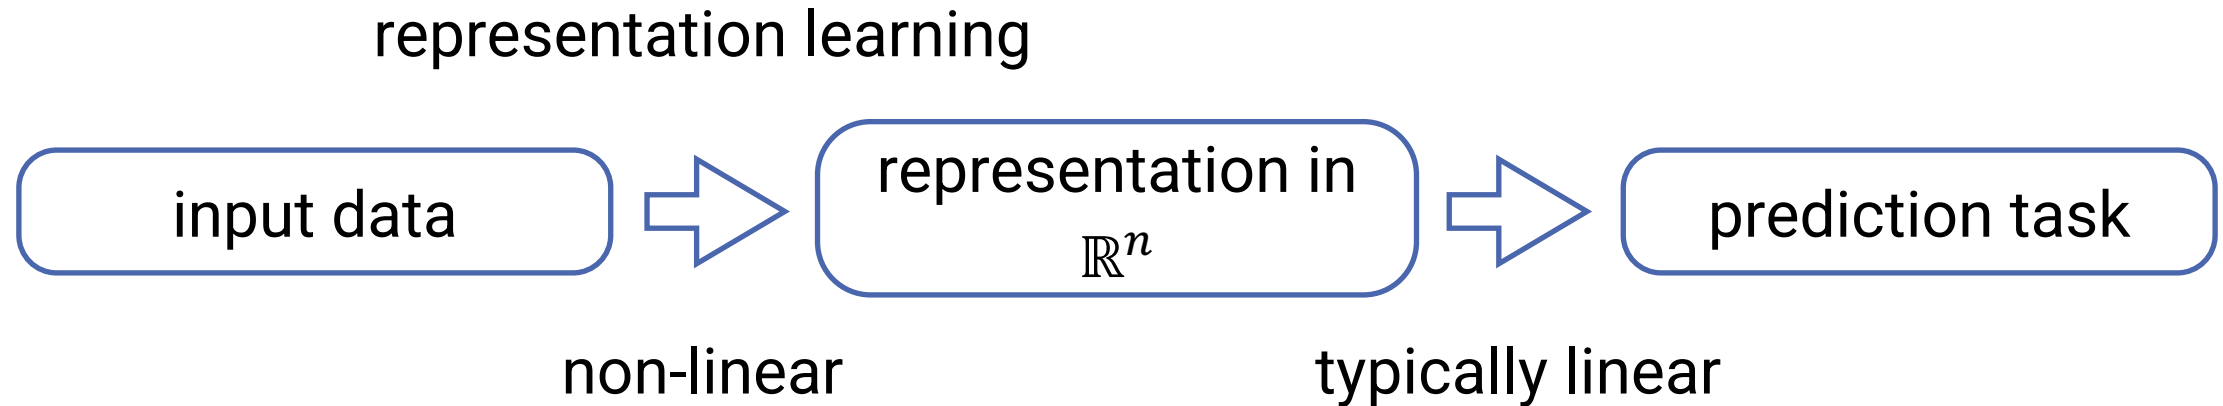 representation learning
input data
representation in
ℝⁿ
prediction task
non-linear
typically linear